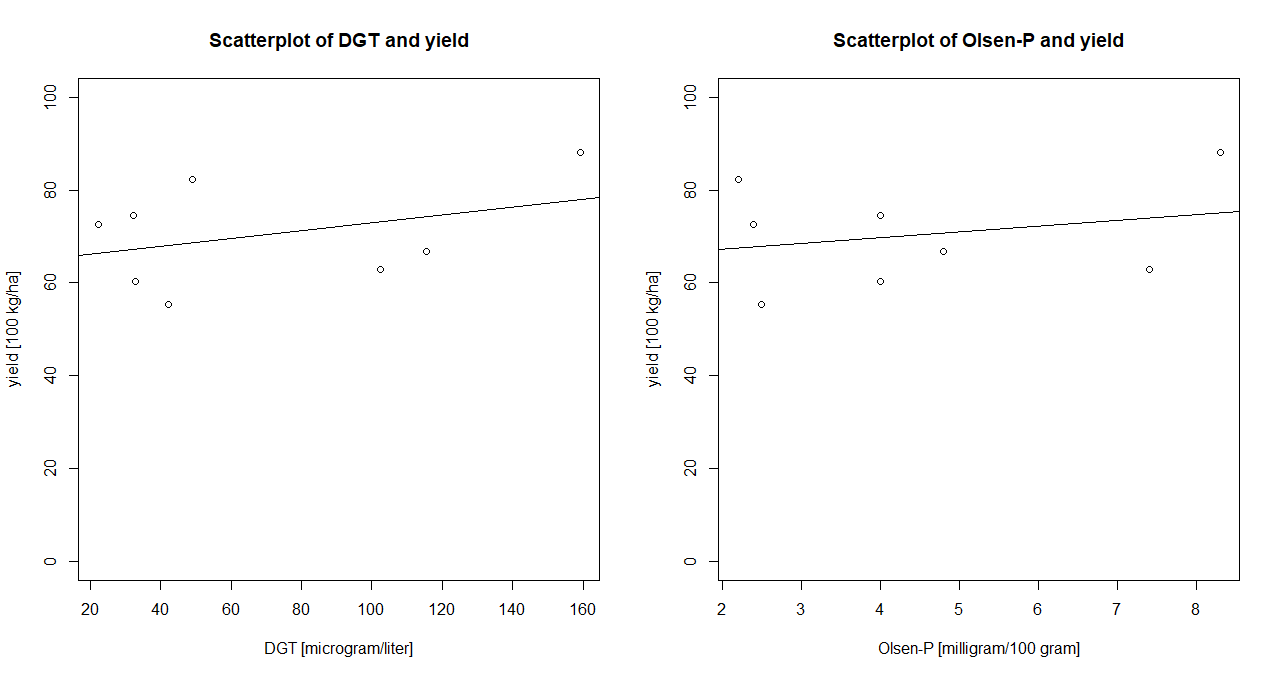 Scatterplot of DGT and yield
100
80
60
40
20
0
yield [100 kg/ha]
20 40 60 80 100 120 140 160
DGT [microgram/liter]
Scatterplot of Olsen-P and yield
100
80
60
40
20
0
yield [100 kg/ha]
2 3 4 5 6 7 8
Olsen-P [milligram/100 gram]